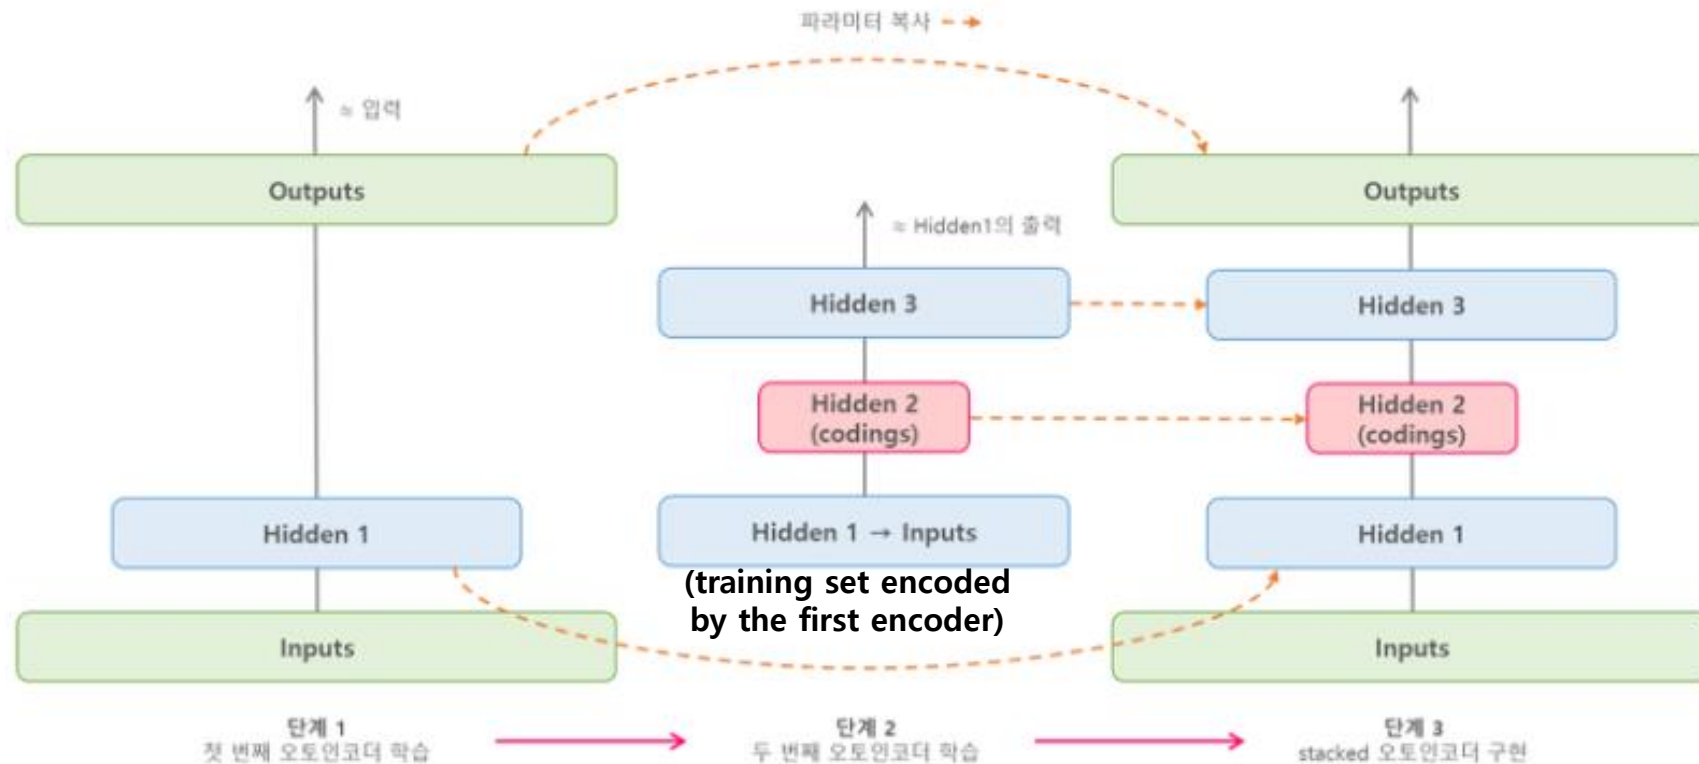 파라미터 복사
≈ 입력
Outputs
Hidden 1
Inputs
≈ Hidden1의 출력
Hidden 3
Hidden 2
(codings)
Hidden 1 → Inputs
(training set encoded
by the first encoder)
Outputs
Hidden 3
Hidden 2
(codings)
Hidden 1
Inputs
단계 1
첫 번째 오토인코더 학습
단계 2
두 번째 오토인코더 학습
단계 3
stacked 오토인코더 구현